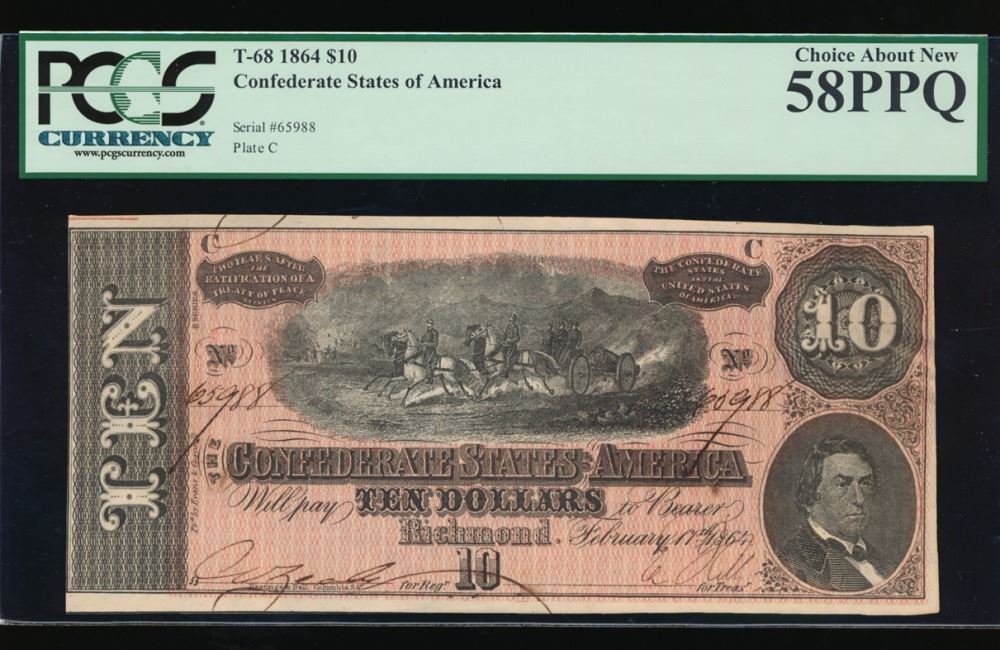 PCGS
CURRENCY
www.pcgscurrency.com
T-68 1864 $10
Confederate States of America
Serial #65988
Plate C
Choice About New
58PPQ
C
C
TWO YEARS AFTER
THE
RATIFICATION OF A
TREATY OF PEACE
BETWEEN
THE CONFEDERATE
STATES
AND THE
UNITED STATES
OF AMERICA
10
TEN
No
65988
No
65988
THE
CONFEDERATE STATES OF AMERICA
Will pay TEN DOLLARS to Bearer
Richmond. February 17th 1864
10
for Regr
for Treasr